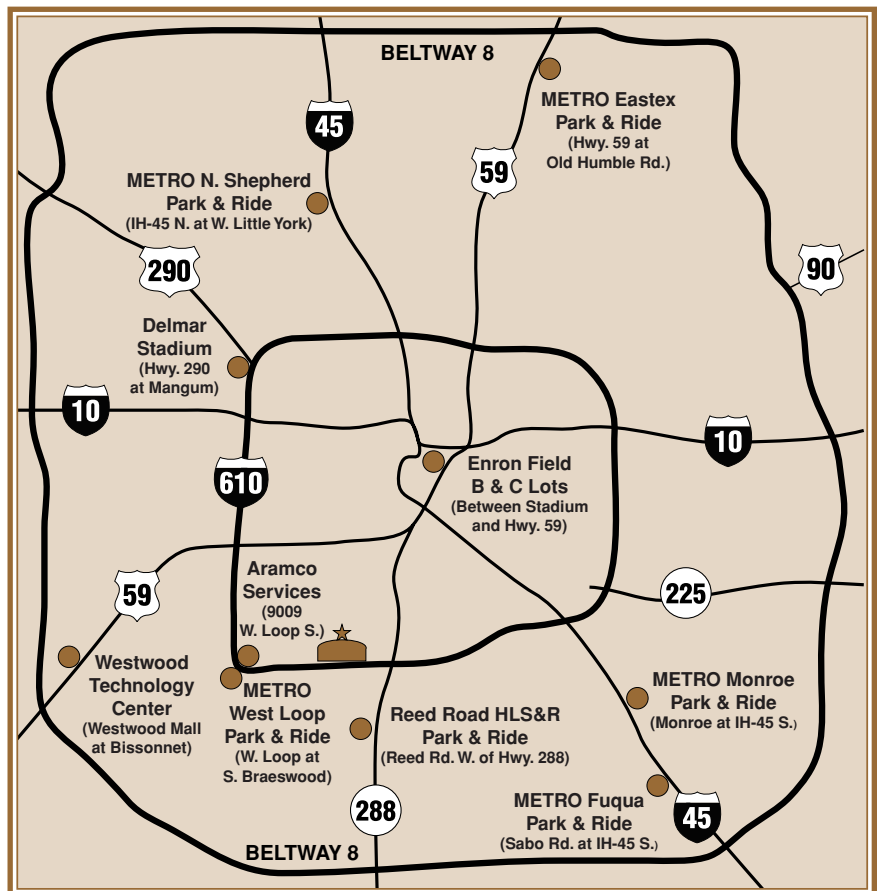 BELTWAY 8
45
METRO Eastex
Park & Ride
(Hwy. 59 at
Old Humble Rd.)
59
METRO N. Shepherd
Park & Ride
(IH-45 N. at W. Little York)
290
90
Delmar
Stadium
(Hwy. 290
at Mangum)
10
10
610
Enron Field
B & C Lots
(Between Stadium
and Hwy. 59)
59
Aramco
Services
(9009
W. Loop S.)
225
Westwood
Technology
Center
(Westwood Mall
at Bissonnet)
METRO
West Loop
Park & Ride
(W. Loop at
S. Braeswood)
Reed Road HLS&R
Park & Ride
(Reed Rd. W. of Hwy. 288)
METRO Monroe
Park & Ride
(Monroe at IH-45 S.)
288
METRO Fuqua
Park & Ride
(Sabo Rd. at IH-45 S.)
45
BELTWAY 8